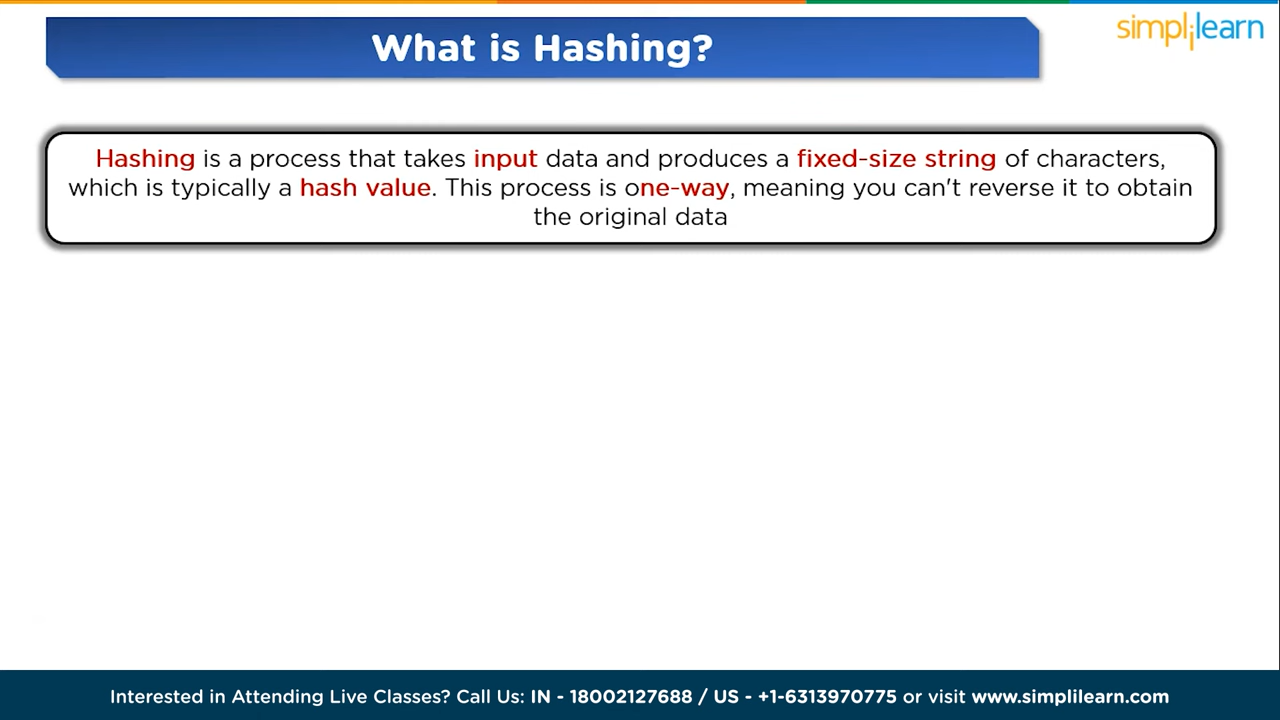 What is Hashing?
simplilearn
Hashing is a process that takes input data and produces a fixed-size string of characters,
which is typically a hash value. This process is one-way, meaning you can't reverse it to obtain
the original data
Interested in Attending Live Classes? Call Us: IN - 18002127688 / US - +1-6313970775 or visit www.simplilearn.com